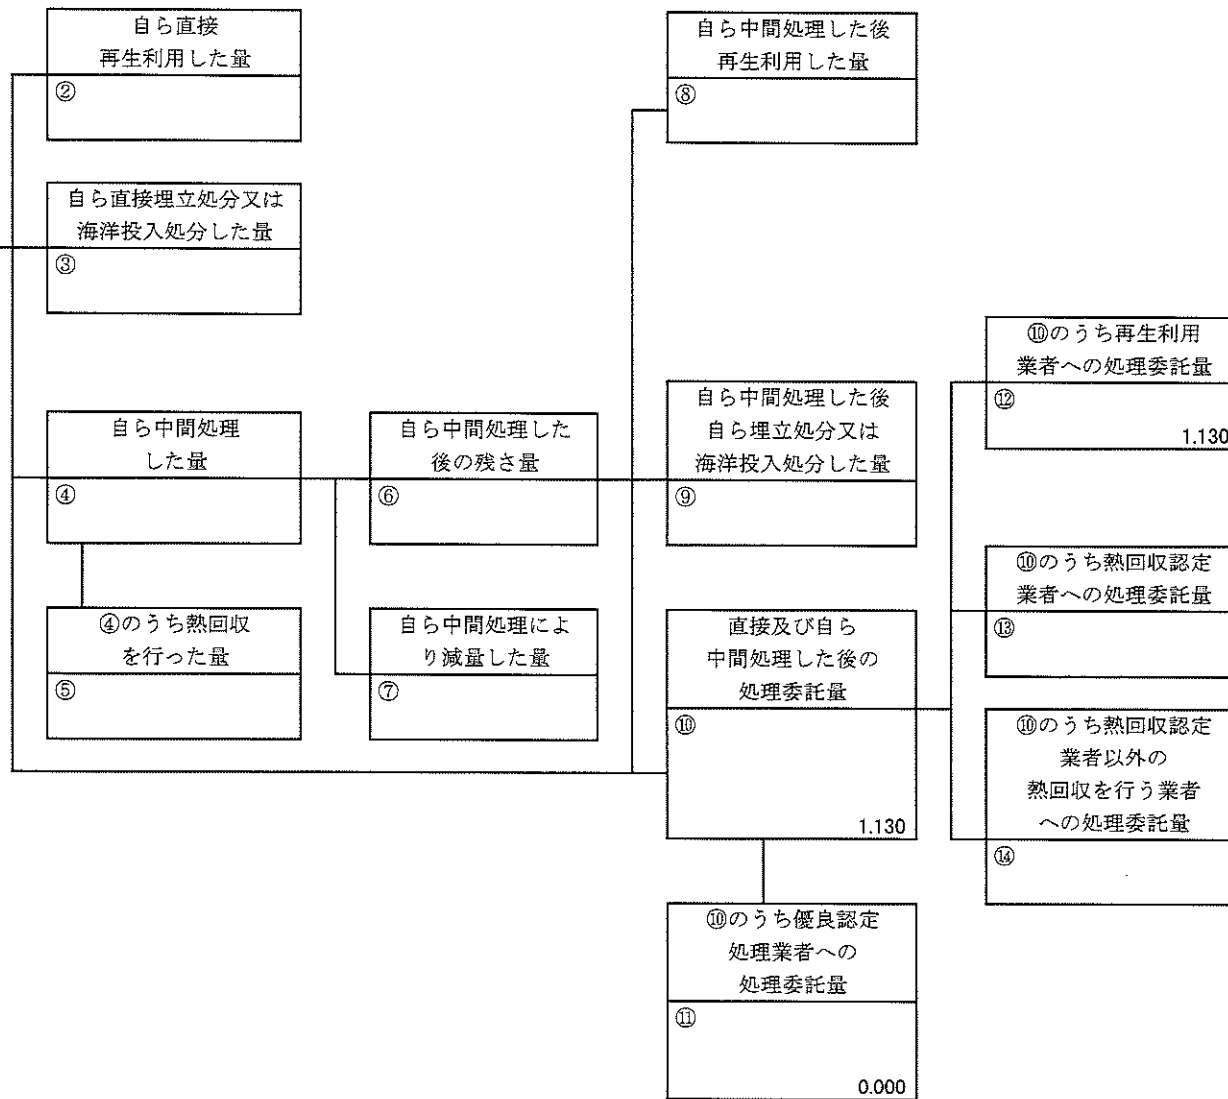 自ら直接
再生利用した量
②
自ら直接埋立処分又は
海洋投入処分した量
③
自ら中間処理
した量
④
④のうち熱回収
を行った量
⑤
自ら中間処理した
後の残さ量
⑥
自ら中間処理によ
り減量した量
⑦
自ら中間処理した後
再生利用した量
⑧
自ら中間処理した後
自ら埋立処分又は
海洋投入処分した量
⑨
直接及び自ら
中間処理した後の
処理委託量
⑩
1.130
⑩のうち優良認定
処理業者への
処理委託量
⑪
0.000
⑩のうち再生利用
業者への処理委託量
⑫
1.130
⑩のうち熱回収認定
業者への処理委託量
⑬
⑩のうち熱回収認定
業者以外の
熱回収を行う業者
への処理委託量
⑭